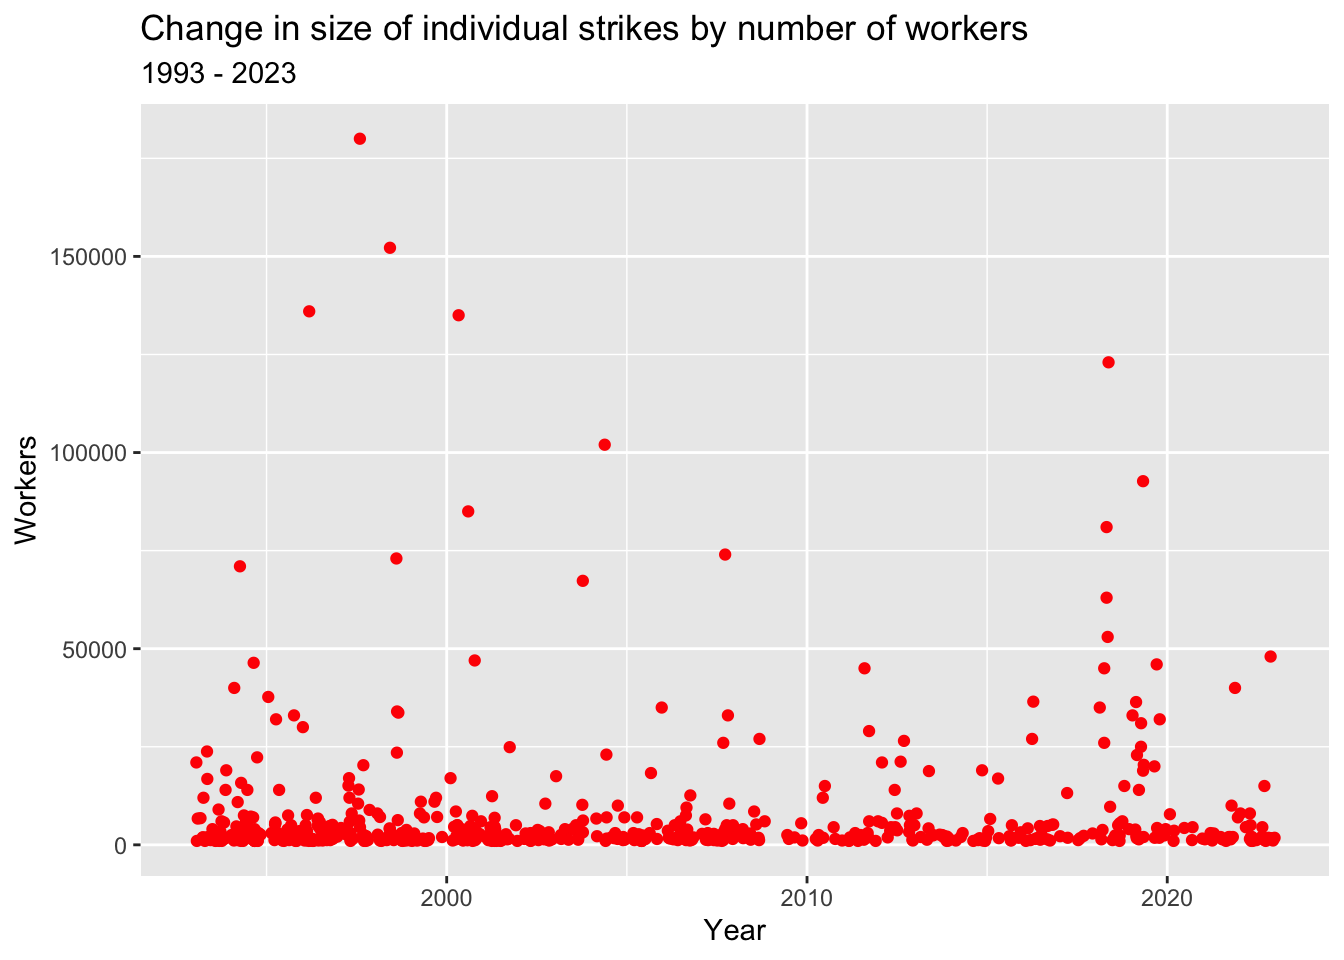 Change in size of individual strikes by number of workers
1993 - 2023
150000
100000
50000
0
Workers
2000
2010
2020
Year